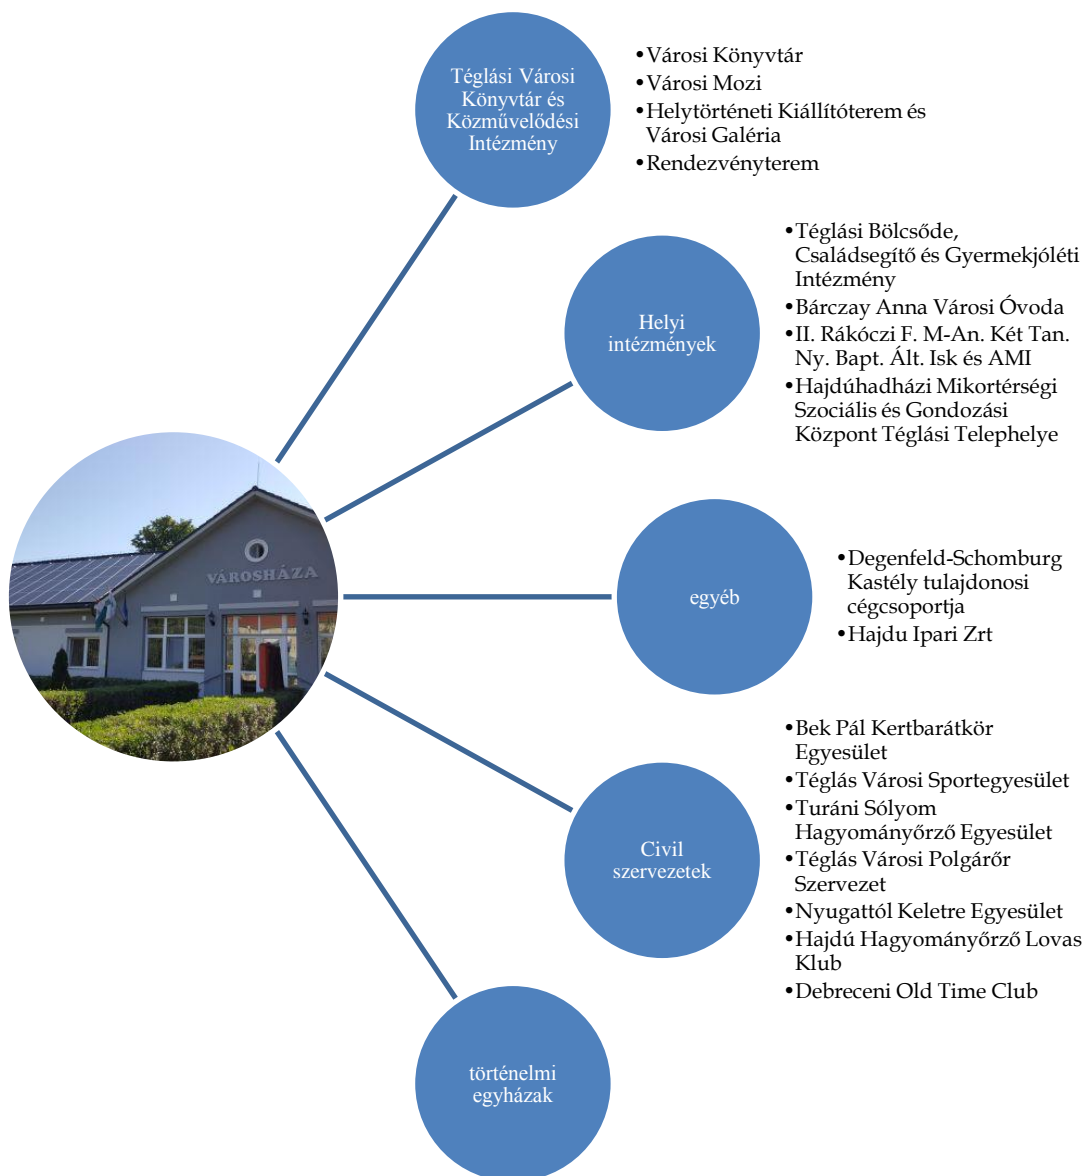 Téglási Városi
Könyvtár és
Közművelődési
Intézmény
•Városi Könyvtár
•Városi Mozi
•Helytörténeti Kiállítóterem és
Városi Galéria
•Rendezvényterem
Helyi
intézmények
•Téglási Bölcsőde,
Családsegítő és Gyermekjóléti
Intézmény
•Bárczay Anna Városi Óvoda
•II. Rákóczi F. M-An. Két Tan.
Ny. Bapt. Ált. Isk és AMI
•Hajdúhadházi Mikortérségi
Szociális és Gondozási
Központ Téglási Telephelye
VÁROSHÁZA
egyéb
•Degenfeld-Schomburg
Kastély tulajdonosi
cégcsoportja
•Hajdu Ipari Zrt
Civil
szervezetek
•Bek Pál Kertbarátkör
Egyesület
•Téglás Városi Sportegyesület
•Turáni Sólyom
Hagyományőrző Egyesület
•Téglás Városi Polgárőr
Szervezet
•Nyugattól Keletre Egyesület
•Hajdú Hagyományőrző Lovas
Klub
•Debreceni Old Time Club
történelmi
egyházak